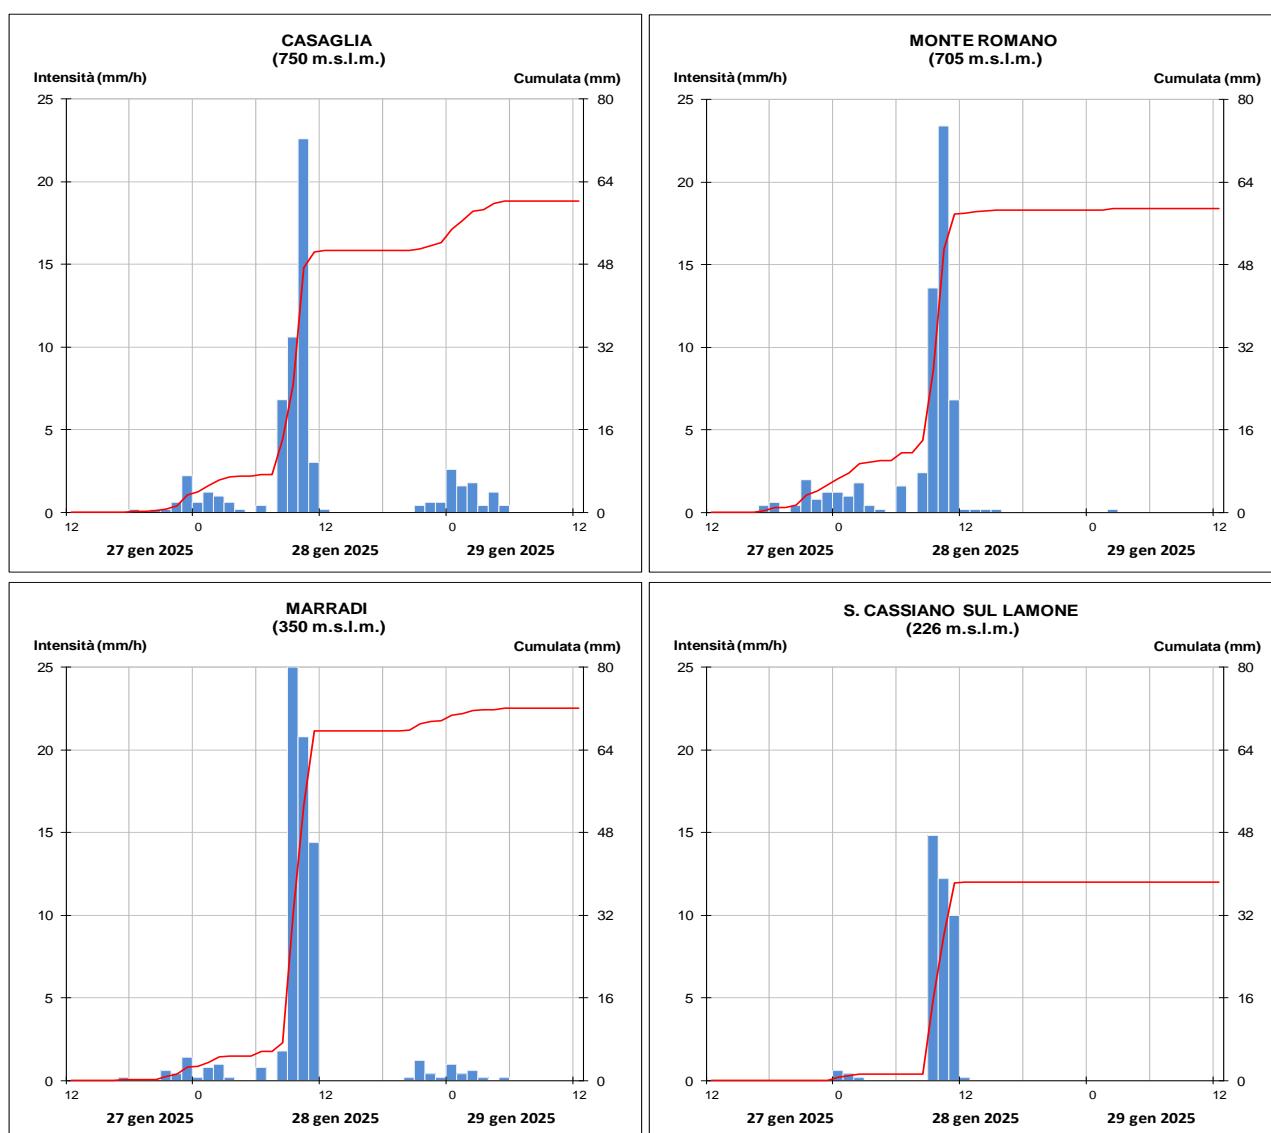 CASAGLIA
(750 m.s.l.m.)
Intensità (mm/h) Cumulata (mm)
25 80
20 64
15 48
10 32
5 16
0 0
12 0 12 0 12
27 gen 2025 28 gen 2025 29 gen 2025
MONTE ROMANO
(705 m.s.l.m.)
Intensità (mm/h) Cumulata (mm)
25 80
20 64
15 48
10 32
5 16
0 0
12 0 12 0 12
27 gen 2025 28 gen 2025 29 gen 2025
MARRADI
(350 m.s.l.m.)
Intensità (mm/h) Cumulata (mm)
25 80
20 64
15 48
10 32
5 16
0 0
12 0 12 0 12
27 gen 2025 28 gen 2025 29 gen 2025
S. CASSIANO SUL LAMONE
(226 m.s.l.m.)
Intensità (mm/h) Cumulata (mm)
25 80
20 64
15 48
10 32
5 16
0 0
12 0 12 0 12
27 gen 2025 28 gen 2025 29 gen 2025